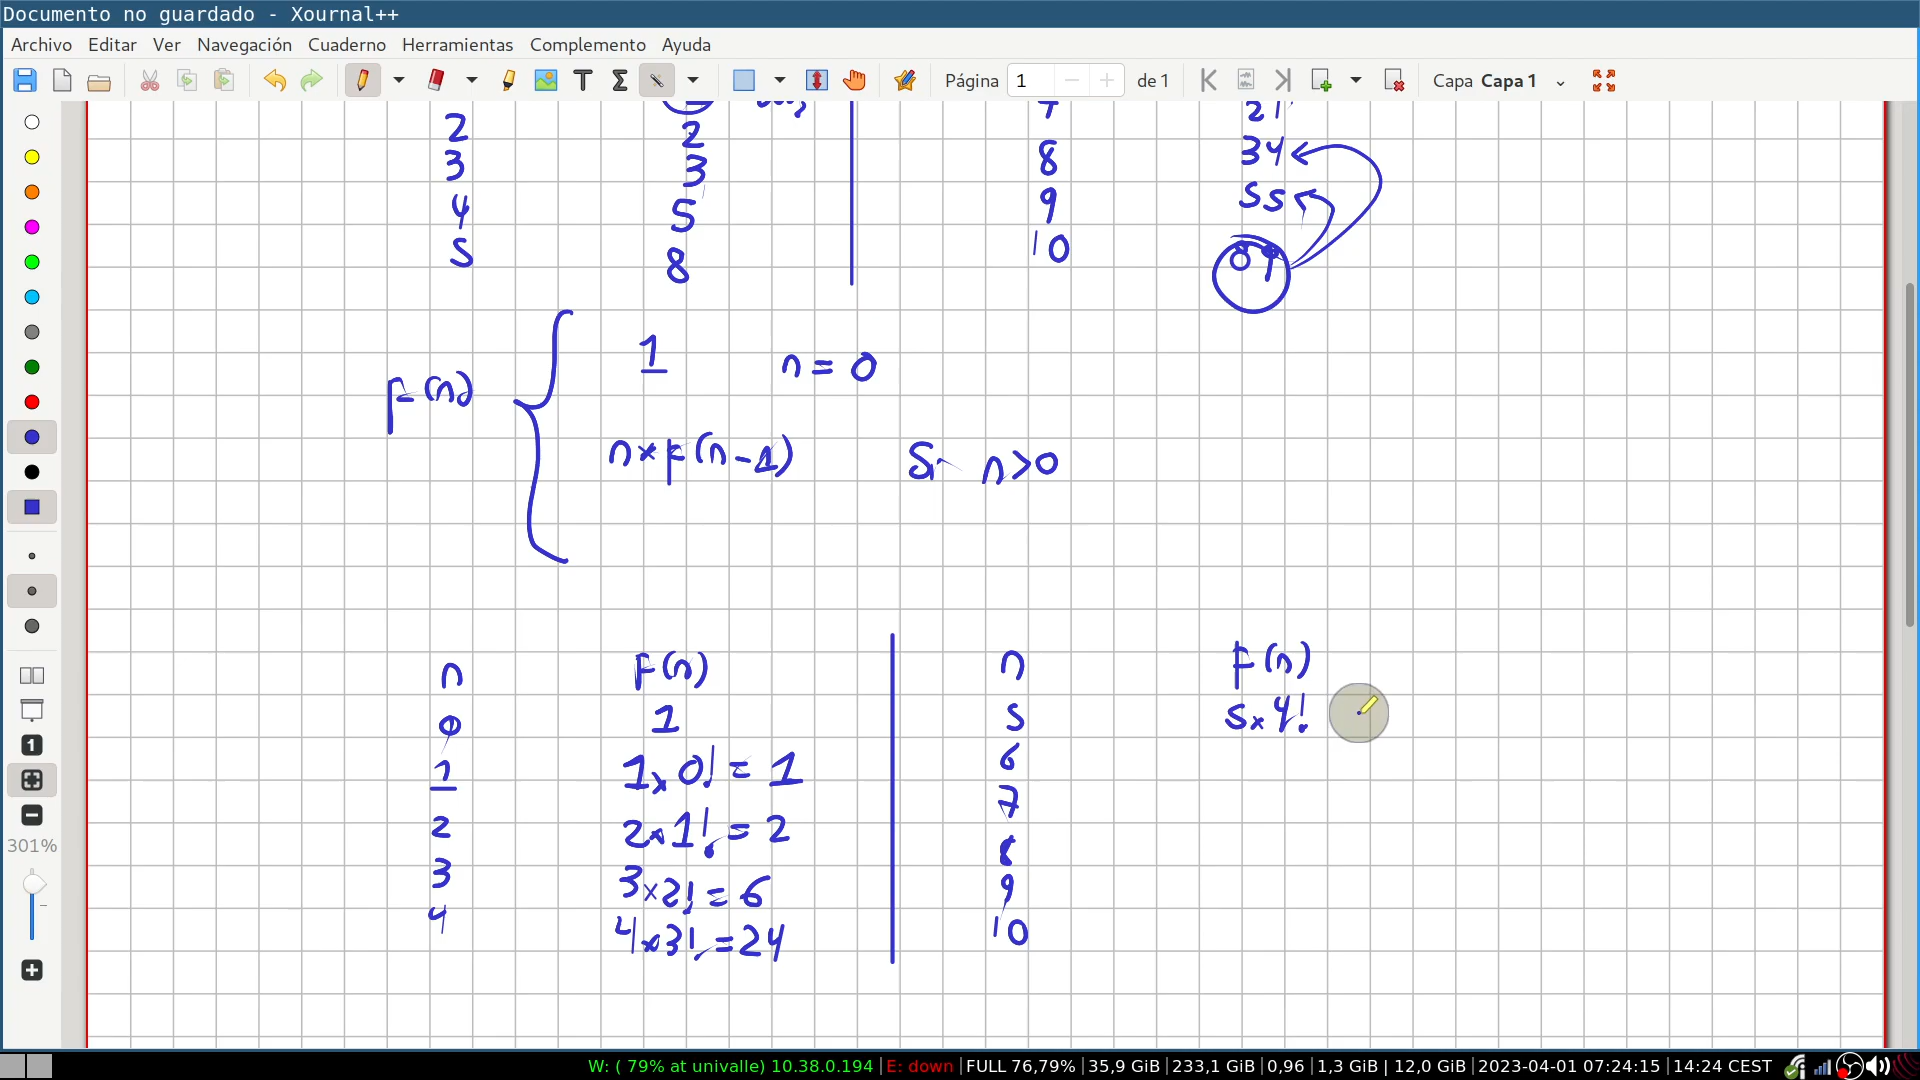 Documento no guardado - Xournal++
Archivo Editar Ver Navegación Cuaderno Herramientas Complemento Ayuda
Página 1 de 1 Capa Capa 1
7 21
2 2 8 34
3 3 9 55
4 5 10 89
5 8
F(n) 1 n = 0
n×F(n-1) Si n>0
n F(n) n F(n)
0 1 5 5×4!
1 1×0! = 1 6
2 2×1! = 2 7
3 3×2! = 6 8
4 4×3! = 24 9
10
1
301%
W: ( 79% at univalle) 10.38.0.194 | E: down | FULL 76,79% | 35,9 GiB | 233,1 GiB | 0,96 | 1,3 GiB | 12,0 GiB | 2023-04-01 07:24:15 | 14:24 CEST